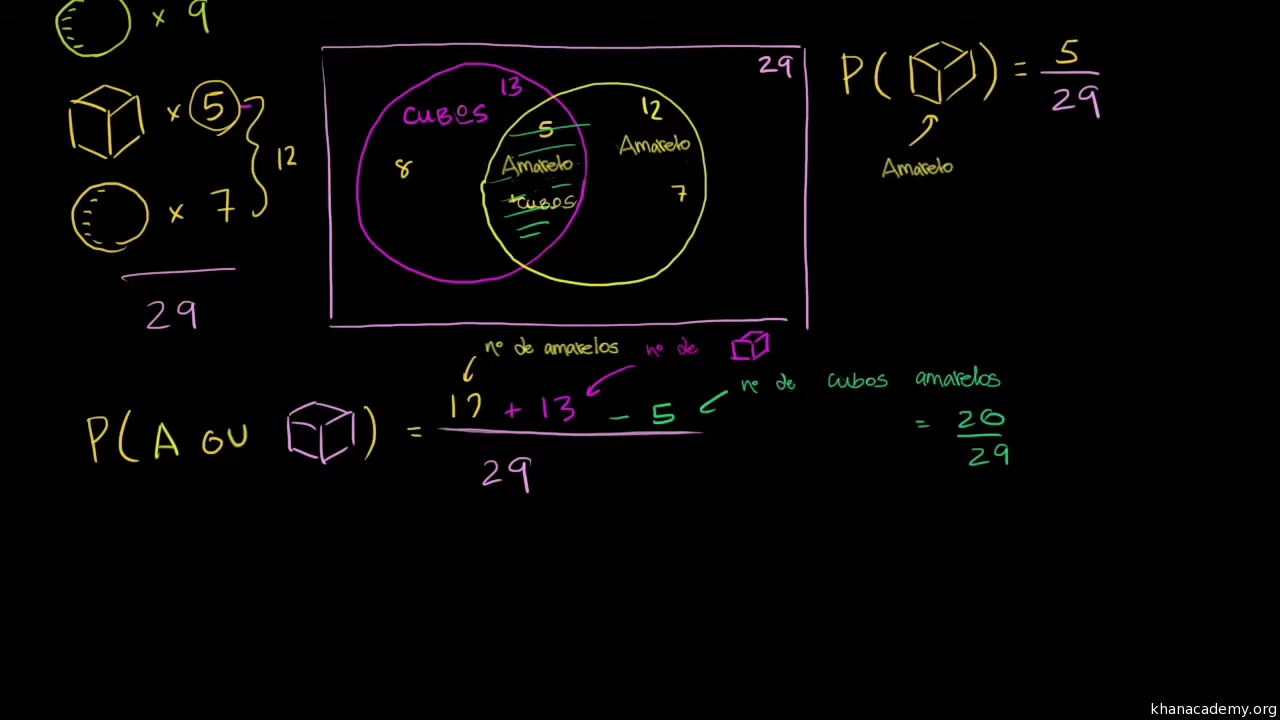 × 9
× 5
× 7
12
29
29
CUBOS 13
8
5
Amarelo
+cubos
12
Amarelo
7
P( ) = 5/29
Amarelo
nº de amarelos
nº de
nº de cubos amarelos
P(A ou ) = 12 + 13 - 5 / 29 = 20/29
khanacademy.org